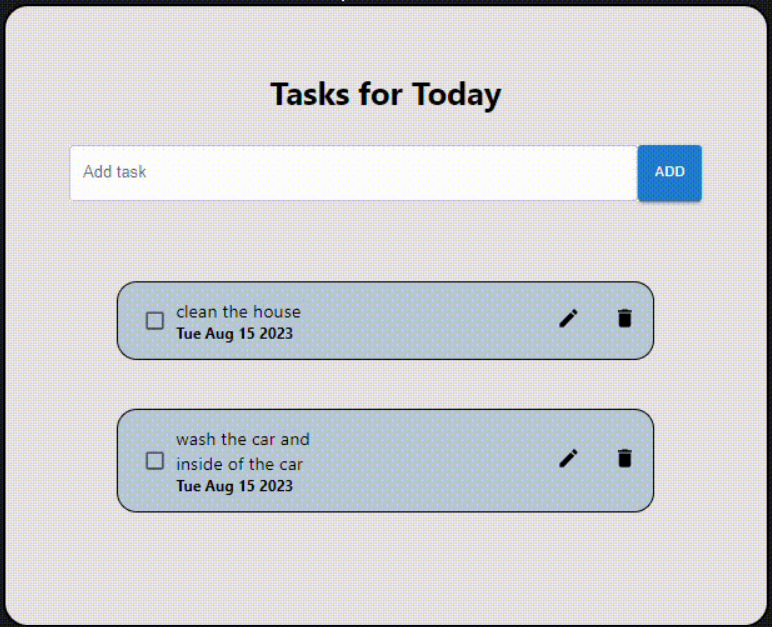 Tasks for Today
Add task
ADD
clean the house
Tue Aug 15 2023
wash the car and
inside of the car
Tue Aug 15 2023